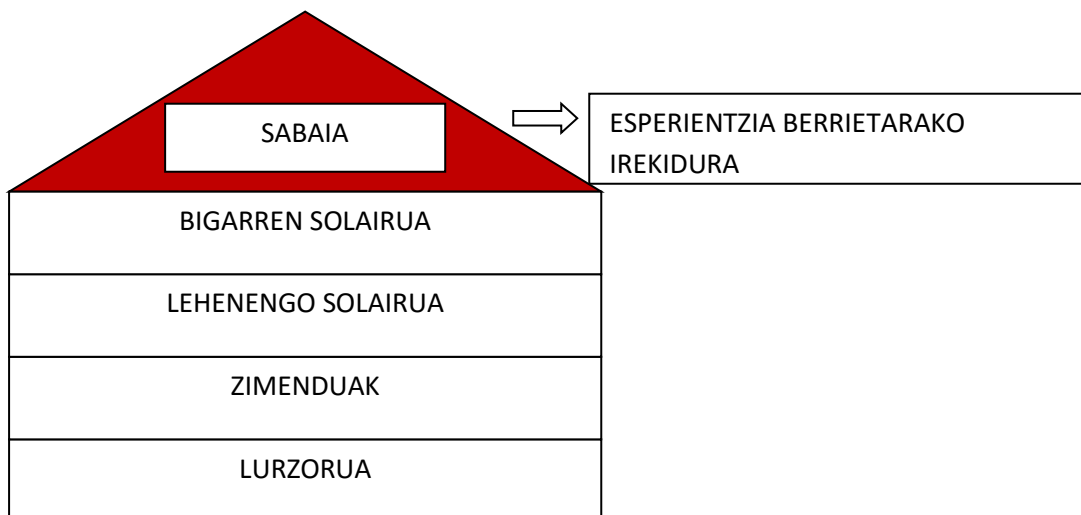 SABAIA
ESPERIENTZIA BERRIETARAKO
IREKIDURA
BIGARREN SOLAIRUA
LEHENENGO SOLAIRUA
ZIMENDUAK
LURZORUA